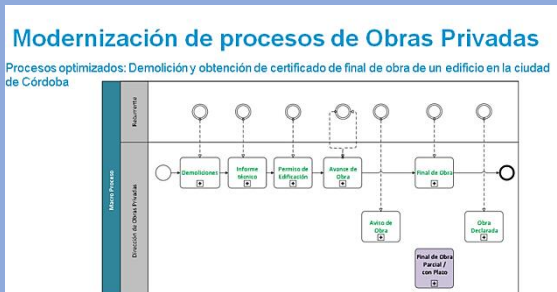 Modernización de procesos de Obras Privadas
Procesos optimizados: Demolición y obtención de certificado de final de obra de un edificio en la ciudad
de Córdoba
Macro Proceso
Recurrente
Dirección de Obras Privadas
Demoliciones
Informe
técnico
Permiso de
Edificación
Avance de
Obra
Final de Obra
Aviso de
Obra
Obra
Declarada
Final de Obra
Parcial /
con Plazo